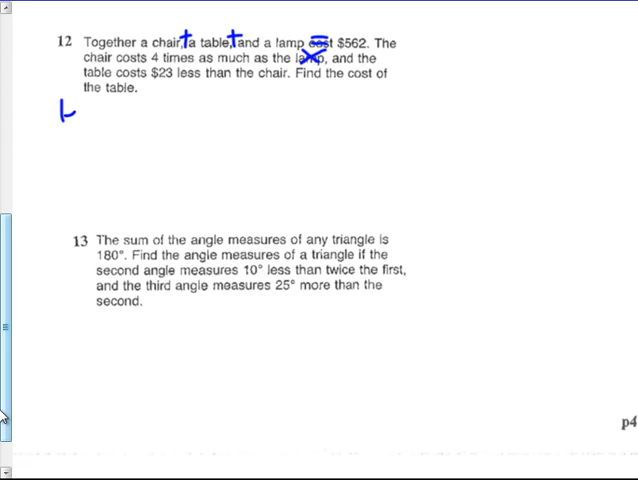 12 Together a chair, a table, and a lamp cost $562. The
chair costs 4 times as much as the lamp, and the
table costs $23 less than the chair. Find the cost of
the table.
13 The sum of the angle measures of any triangle is
180°. Find the angle measures of a triangle if the
second angle measures 10° less than twice the first,
and the third angle measures 25° more than the
second.
p4